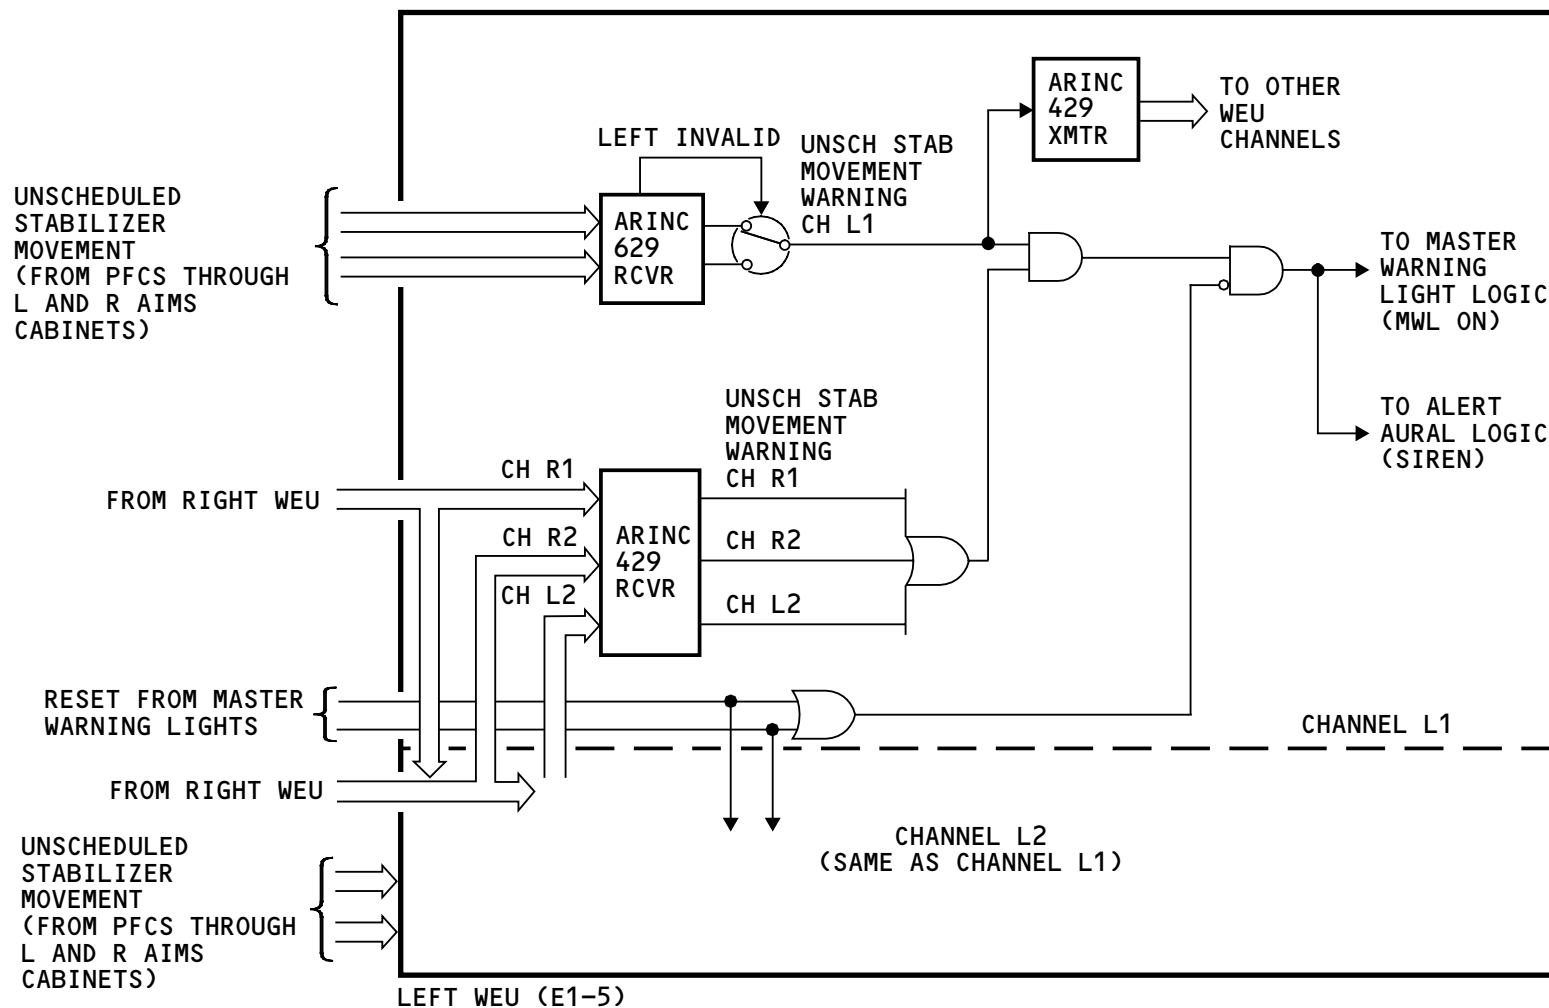 ARINC
429
XMTR
TO OTHER
WEU
CHANNELS
LEFT INVALID
UNSCH STAB
MOVEMENT
WARNING
CH L1
UNSCHEDULED
STABILIZER
MOVEMENT
(FROM PFCS THROUGH
L AND R AIMS
CABINETS)
ARINC
629
RCVR
TO MASTER
WARNING
LIGHT LOGIC
(MWL ON)
TO ALERT
AURAL LOGIC
(SIREN)
UNSCH STAB
MOVEMENT
WARNING
CH R1
CH R1
FROM RIGHT WEU
CH R2
CH L2
ARINC
429
RCVR
CH R2
CH L2
RESET FROM MASTER
WARNING LIGHTS
CHANNEL L1
FROM RIGHT WEU
CHANNEL L2
(SAME AS CHANNEL L1)
UNSCHEDULED
STABILIZER
MOVEMENT
(FROM PFCS THROUGH
L AND R AIMS
CABINETS)
LEFT WEU (E1-5)